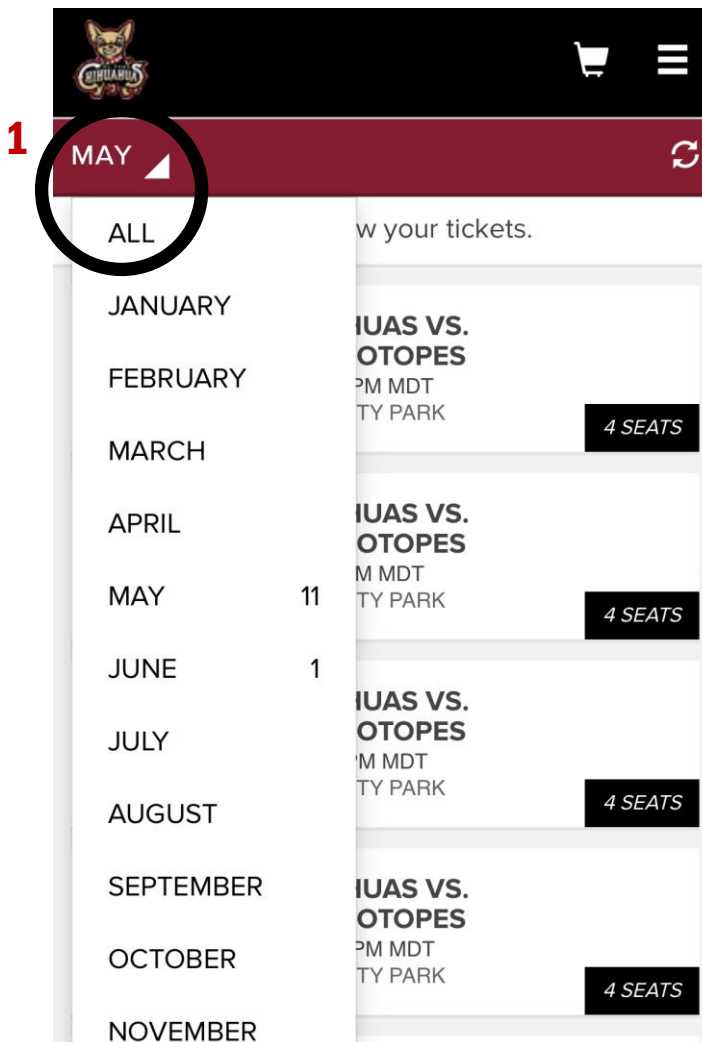 CHIHUAHUAS
1
MAY
ALL
w your tickets.
JANUARY
HUAS VS.
OTOPES
FEBRUARY
PM MDT
TY PARK
4 SEATS
MARCH
APRIL
HUAS VS.
OTOPES
M MDT
MAY 11
TY PARK
4 SEATS
JUNE 1
HUAS VS.
OTOPES
JULY
PM MDT
TY PARK
4 SEATS
AUGUST
SEPTEMBER
HUAS VS.
OTOPES
OCTOBER
PM MDT
TY PARK
4 SEATS
NOVEMBER